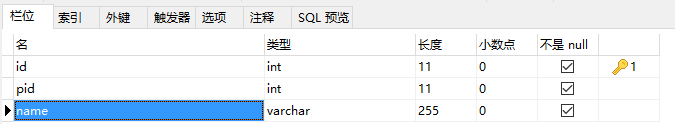 栏位 索引 外键 触发器 选项 注释 SQL 预览
名 类型 长度 小数点 不是 null
id int 11 0 1
pid int 11 0
name varchar 255 0